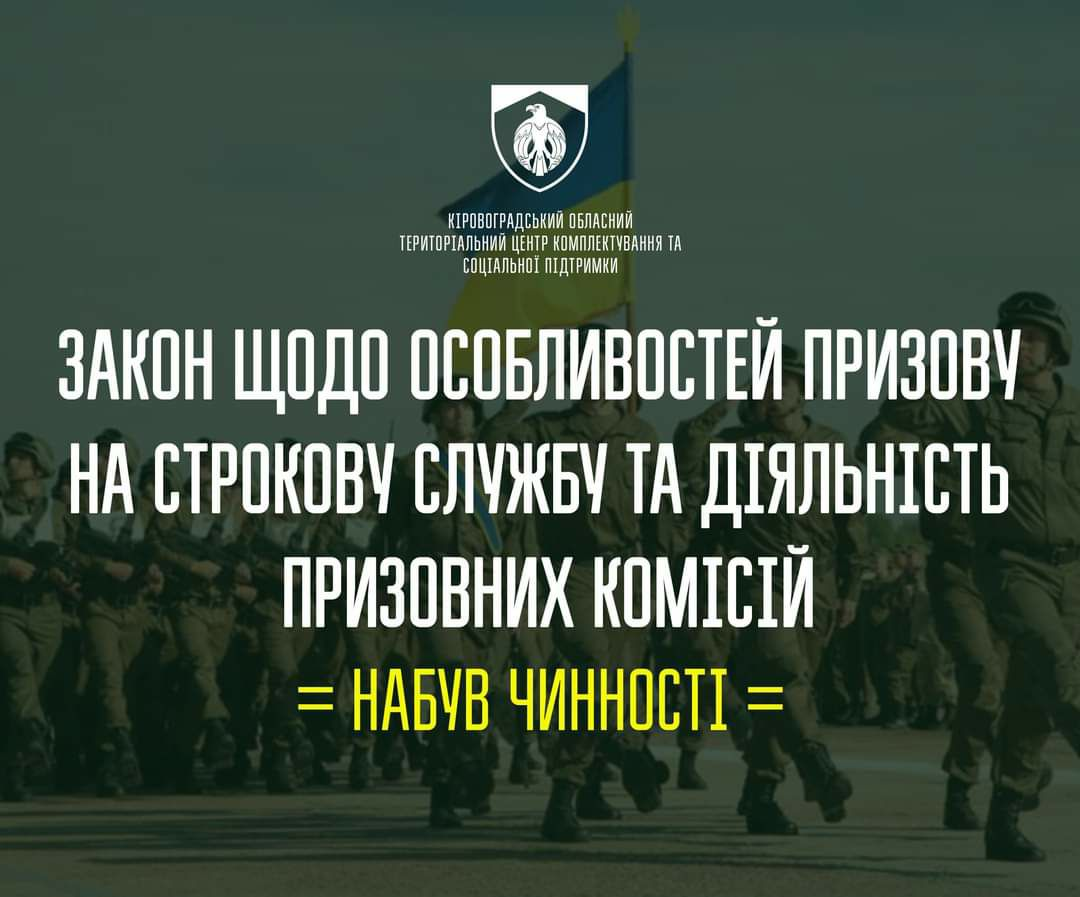 КІРОВОГРАДСЬКИЙ ОБЛАСНИЙ
ТЕРИТОРІАЛЬНИЙ ЦЕНТР КОМПЛЕКТУВАННЯ ТА
СОЦІАЛЬНОЇ ПІДТРИМКИ
ЗАКОН ЩОДО ОСОБЛИВОСТЕЙ ПРИЗОВУ
НА СТРОКОВУ СЛУЖБУ ТА ДІЯЛЬНІСТЬ
ПРИЗОВНИХ КОМІСІЙ
= НАБУВ ЧИННОСТІ =